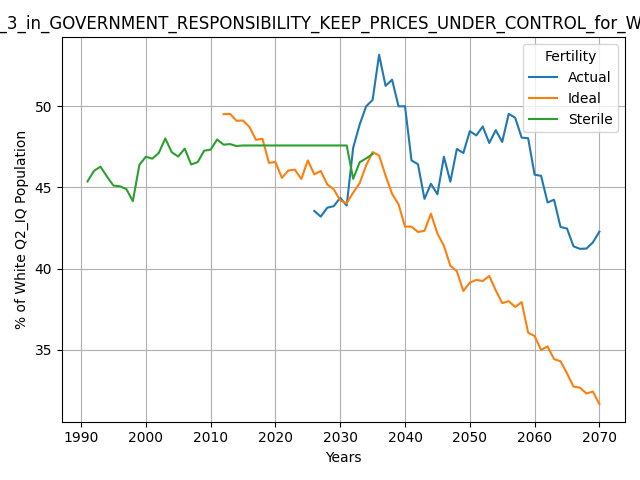 _3_in_GOVERNMENT_RESPONSIBILITY_KEEP_PRICES_UNDER_CONTROL_for_W
Fertility
Actual
Ideal
Sterile
% of White Q2_IQ Population
50
45
40
35
1990 2000 2010 2020 2030 2040 2050 2060 2070
Years